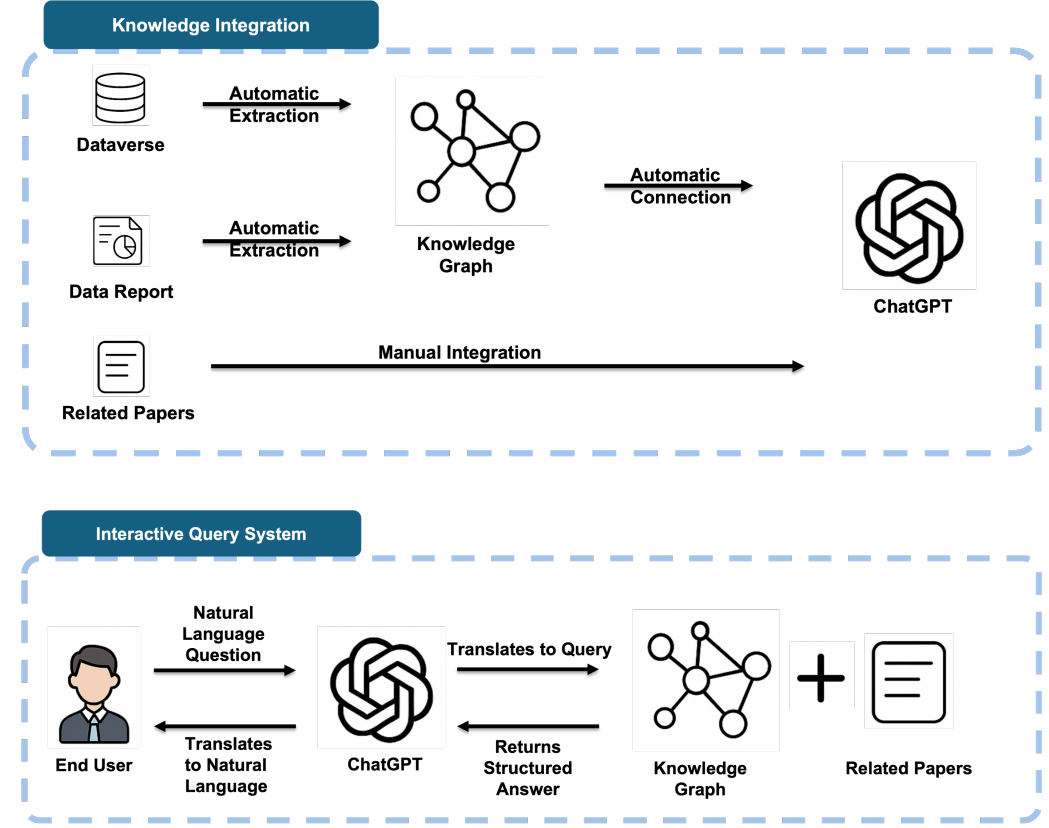 Knowledge Integration
Automatic
Extraction
Dataverse
Automatic
Connection
Automatic
Extraction
Knowledge
Graph
Data Report
ChatGPT
Manual Integration
Related Papers
Interactive Query System
Natural
Language
Question
Translates to Query
Translates
to Natural
Language
Returns
Structured
Answer
End User
ChatGPT
Knowledge
Graph
Related Papers